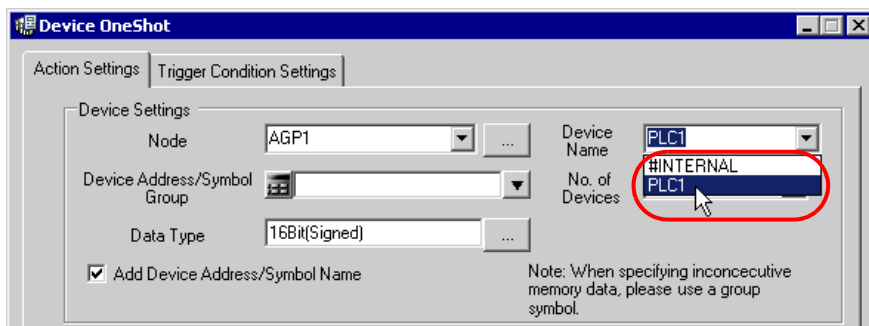 Device OneShot
Action Settings
Trigger Condition Settings
Device Settings
Node
AGP1
...
Device
Name
PLC1
#INTERNAL
PLC1
Device Address/Symbol
Group
No. of
Devices
Data Type
16Bit(Signed)
...
Add Device Address/Symbol Name
Note: When specifying inconcecutive
memory data, please use a group
symbol.